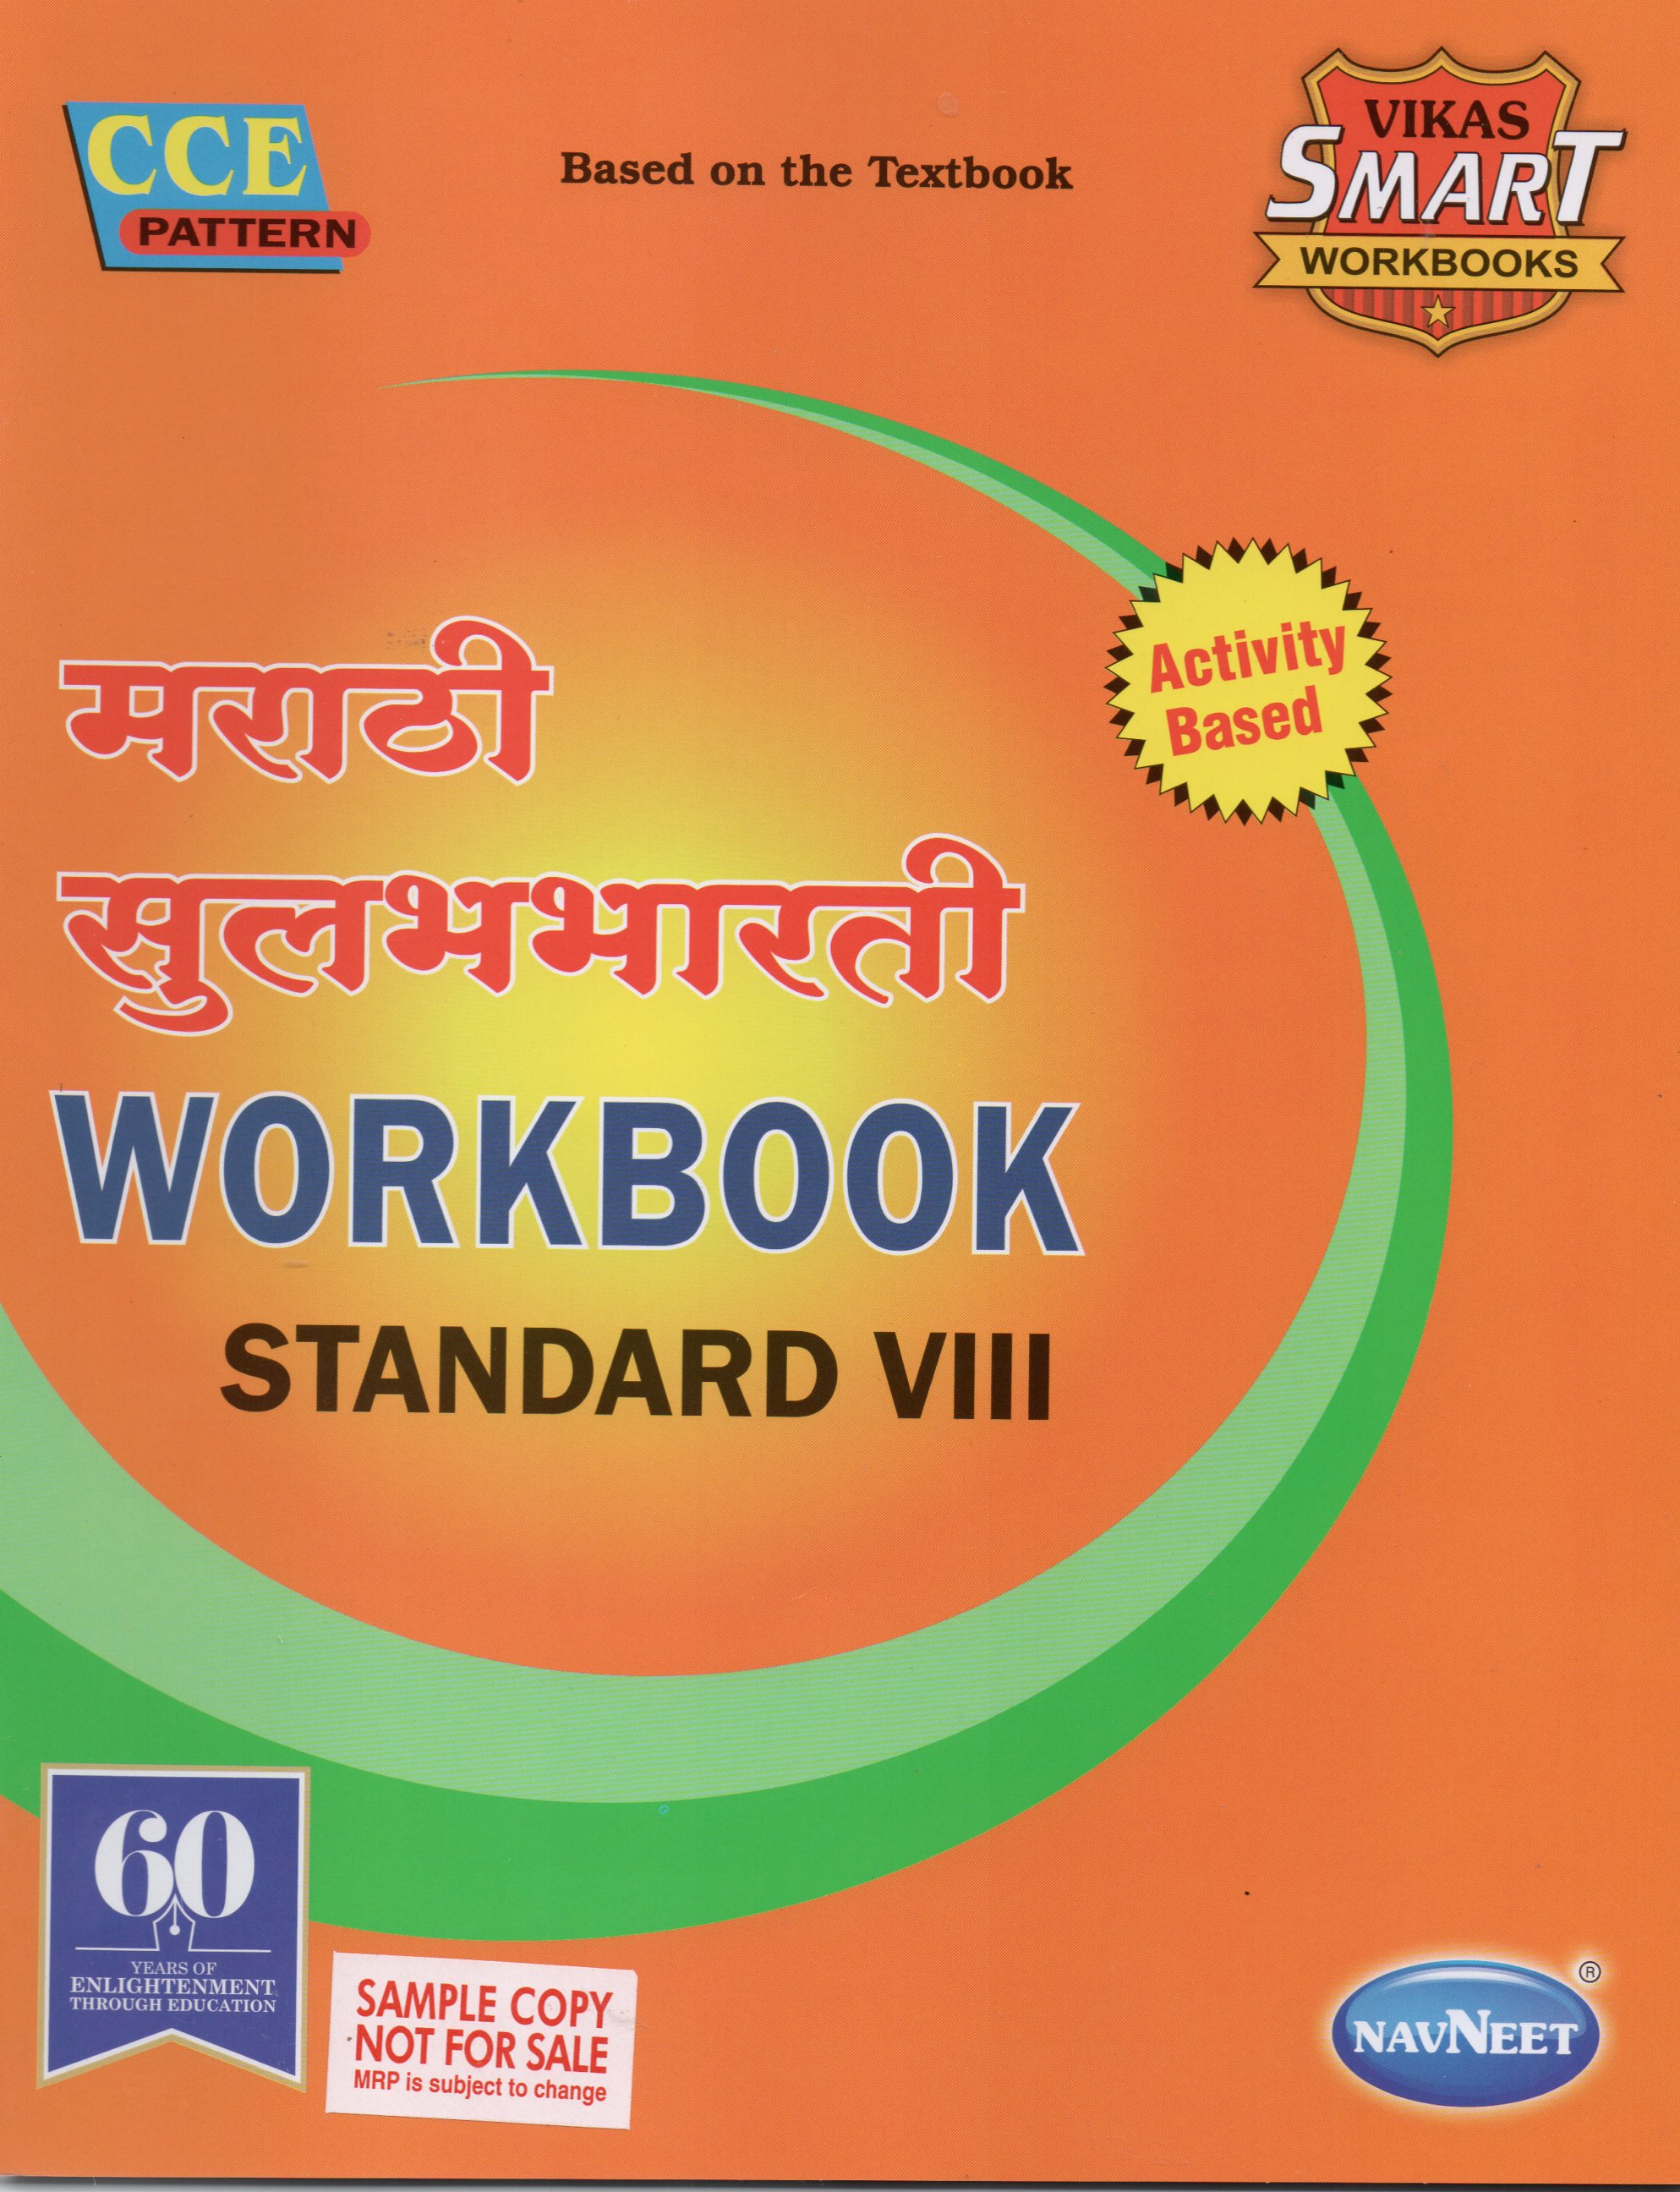 CCE
PATTERN
Based on the Textbook
VIKAS
SMART
WORKBOOKS
Activity
Based
मराठी
सुलभभारती
WORKBOOK
STANDARD VIII
60
YEARS OF
ENLIGHTENMENT
THROUGH EDUCATION
SAMPLE COPY
NOT FOR SALE
MRP is subject to change
NAVNEET ®